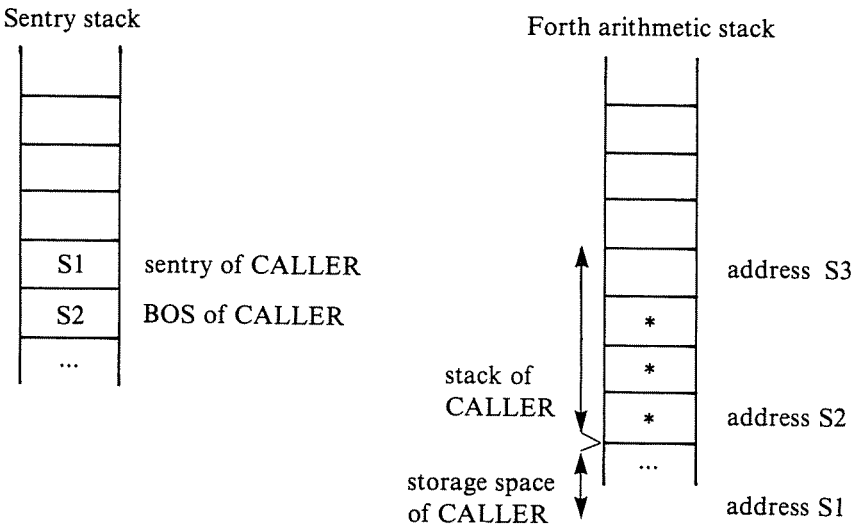 Sentry stack
S1
sentry of CALLER
S2
BOS of CALLER
...
Forth arithmetic stack
address S3
*
*
stack of
CALLER
*
address S2
...
storage space
of CALLER
address S1